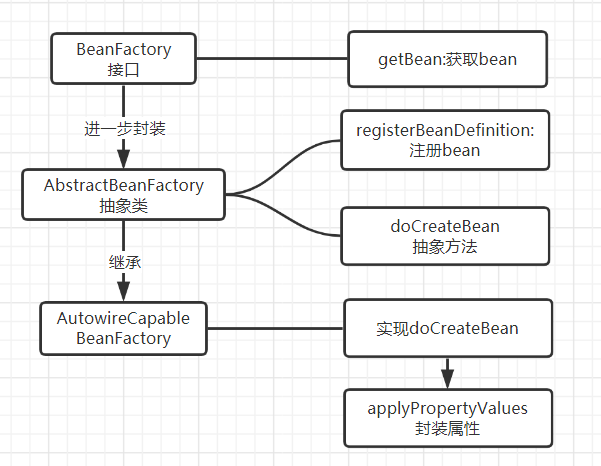 BeanFactory
接口
getBean:获取bean
进一步封装
registerBeanDefinition:
注册bean
AbstractBeanFactory
抽象类
doCreateBean
抽象方法
继承
AutowireCapable
BeanFactory
实现doCreateBean
applyPropertyValues
封装属性